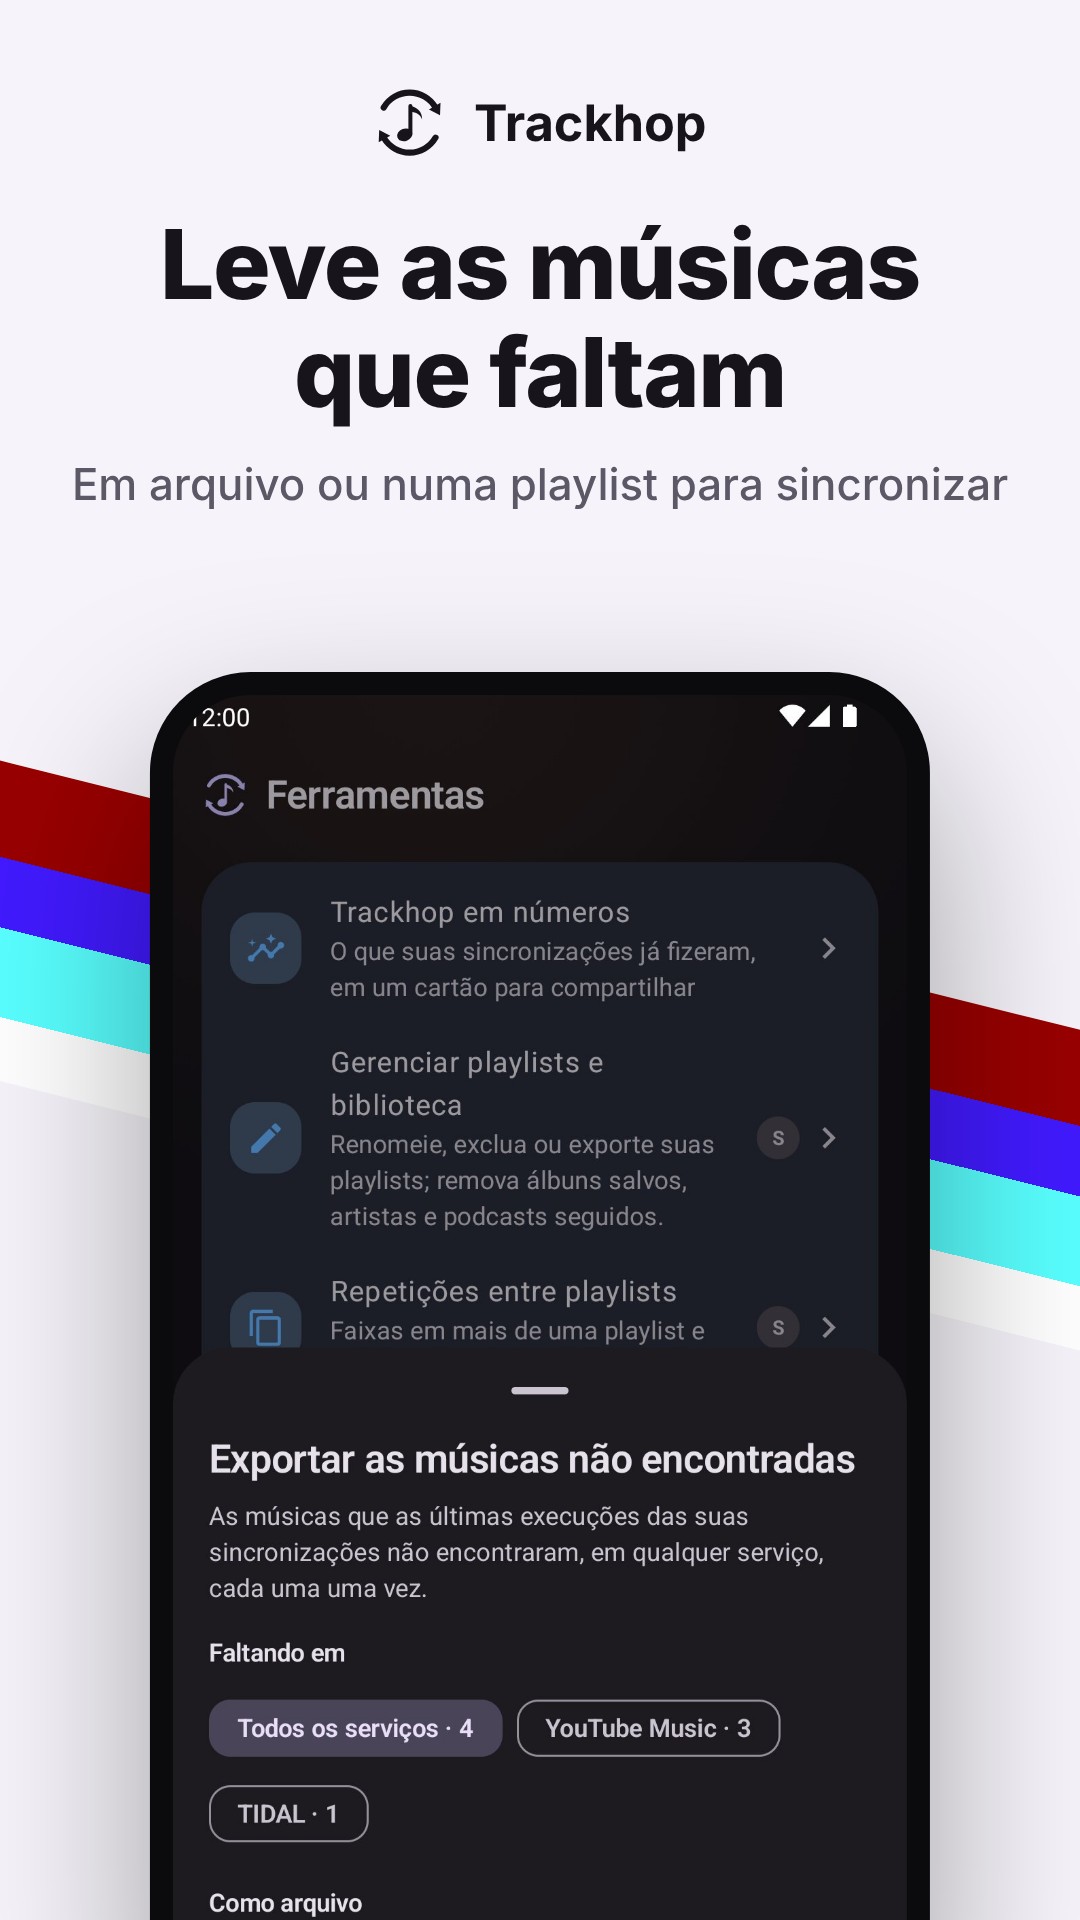 Trackhop
Leve as músicas
que faltam
Em arquivo ou numa playlist para sincronizar
12:00
Ferramentas
Trackhop em números
O que suas sincronizações já fizeram,
em um cartão para compartilhar
Gerenciar playlists e
biblioteca
Renomeie, exclua ou exporte suas
playlists; remova álbuns salvos,
artistas e podcasts seguidos.
S
Repetições entre playlists
Faixas em mais de uma playlist e
S
Exportar as músicas não encontradas
As músicas que as últimas execuções das suas
sincronizações não encontraram, em qualquer serviço,
cada uma uma vez.
Faltando em
Todos os serviços · 4
YouTube Music · 3
TIDAL · 1
Como arquivo